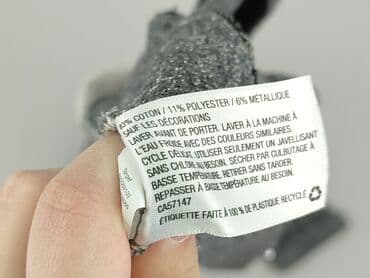 83% COTON / 11% POLYESTER / 6% MÉTALLIQUE
SAUF LES DÉCORATIONS
LAVER AVANT DE PORTER. LAVER À LA MACHINE À
L'EAU FROIDE AVEC DES COULEURS SIMILAIRES.
CYCLE DÉLICAT. UTILISER SEULEMENT UN JAVELLISANT
SANS CHLORE AU BESOIN. SÉCHER PAR CULBUTAGE À
BASSE TEMPÉRATURE. RETIRER SANS TARDER.
REPASSER À BASSE TEMPÉRATURE AU BESOIN.
CA57147
ÉTIQUETTE FAITE À 100 % DE PLASTIQUE RECYCLÉ